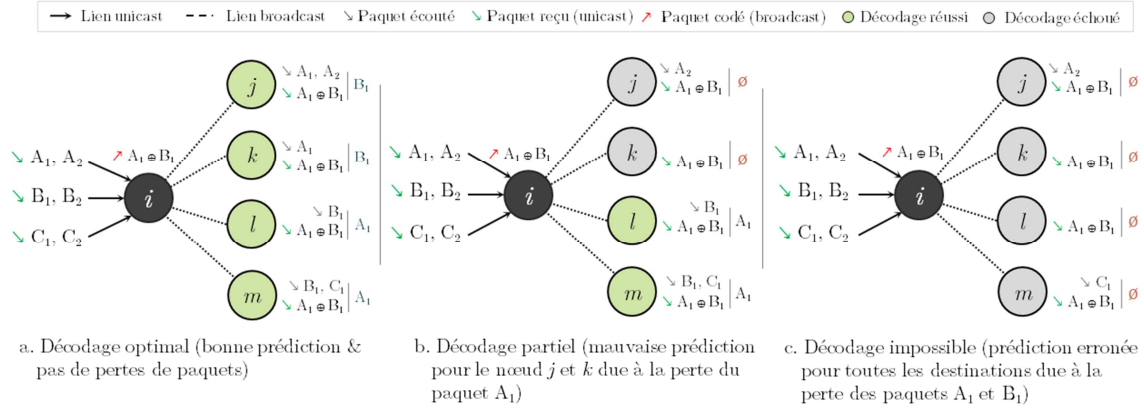 Lien unicast Lien broadcast ↘ Paquet écouté ↘ Paquet reçu (unicast) ↗ Paquet codé (broadcast) Décodage réussi Décodage échoué
j ↘ A₁, A₂
↘ A₁⊕B₁ | B₁
k ↘ A₁
↘ A₁⊕B₁ | B₁
↘ A₁, A₂ ↗ A₁⊕B₁
↘ B₁, B₂ i
↘ C₁, C₂
l ↘ B₁
↘ A₁⊕B₁ | A₁
m ↘ B₁, C₁
↘ A₁⊕B₁ | A₁
a. Décodage optimal (bonne prédiction &
pas de pertes de paquets)
j ↘ A₂
↘ A₁⊕B₁ | Ø
k ↘ A₁⊕B₁ | Ø
↘ A₁, A₂ ↗ A₁⊕B₁
↘ B₁, B₂ i
↘ C₁, C₂
l ↘ B₁
↘ A₁⊕B₁ | A₁
m ↘ B₁, C₁
↘ A₁⊕B₁ | A₁
b. Décodage partiel (mauvaise prédiction
pour le nœud j et k due à la perte du
paquet A₁)
j ↘ A₂
↘ A₁⊕B₁ | Ø
k ↘ A₁⊕B₁ | Ø
↘ A₁, A₂ ↗ A₁⊕B₁
↘ B₁, B₂ i
↘ C₁, C₂
l ↘ A₁⊕B₁ | Ø
m ↘ C₁
↘ A₁⊕B₁ | Ø
c. Décodage impossible (prédiction erronée
pour toutes les destinations due à la
perte des paquets A₁ et B₁)